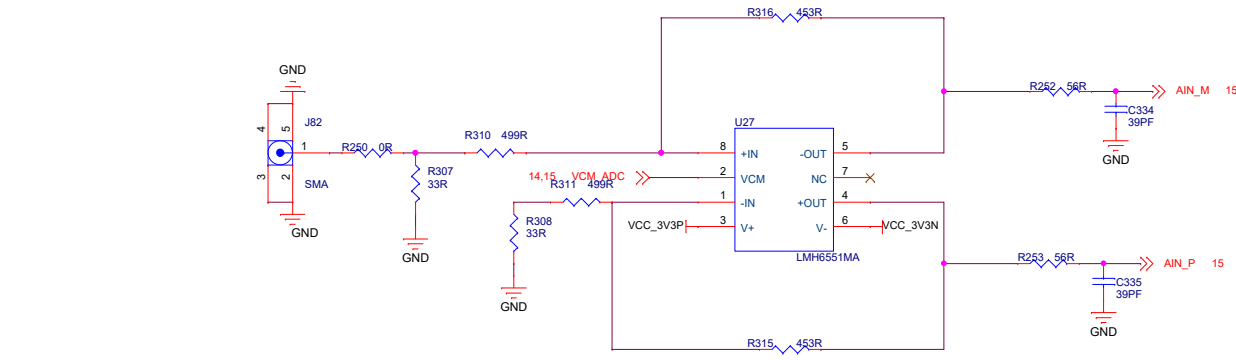 R316 453R
GND
R252 56R
AIN_M 15
C334
39PF
GND
J82
4
5
1
3
2
SMA
GND
R250 0R
R307
33R
GND
R310 499R
14,15 VCM_ADC
R311 499R
R308
33R
GND
VCC_3V3P
U27
8 +IN -OUT 5
2 VCM NC 7
1 -IN +OUT 4
3 V+ V- 6
VCC_3V3N
LMH6551MA
R253 56R
AIN_P 15
C335
39PF
GND
R315 453R